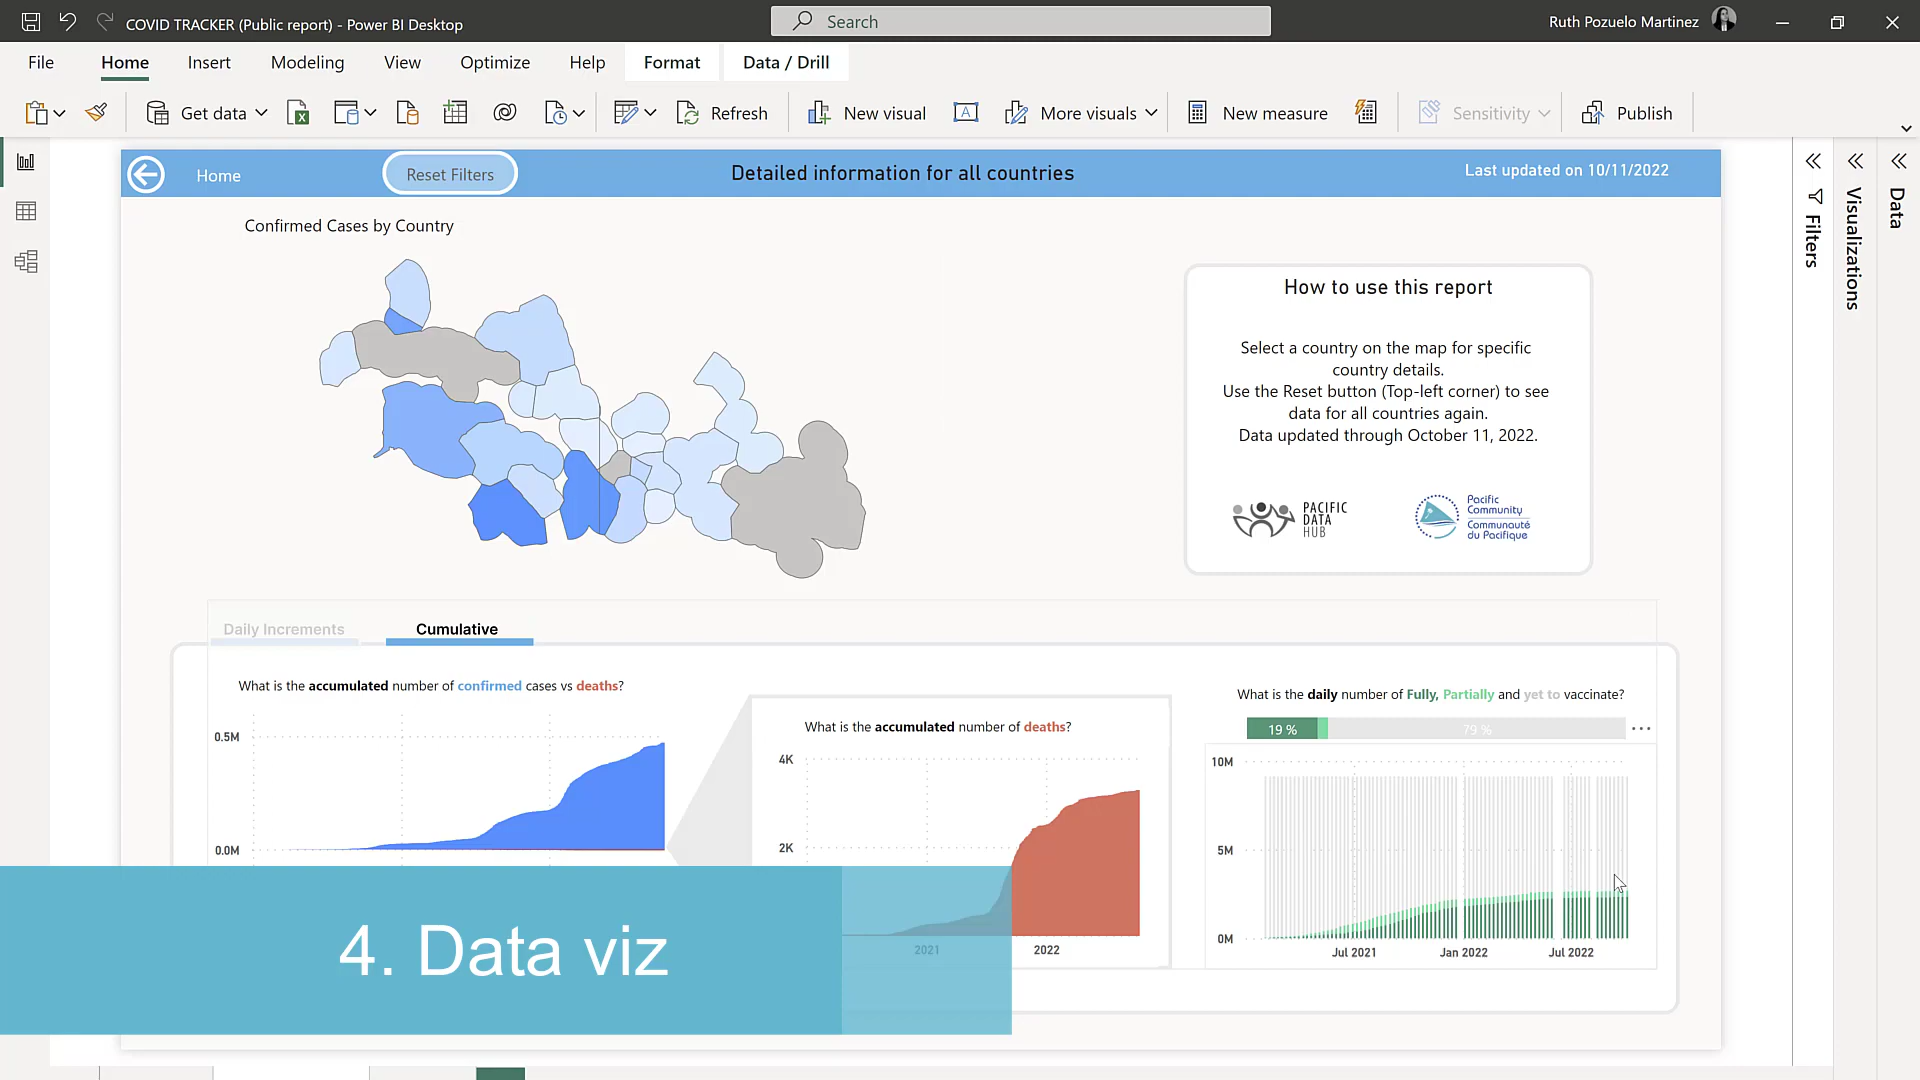 COVID TRACKER (Public report) - Power BI Desktop
Search
Ruth Pozuelo Martinez
File Home Insert Modeling View Optimize Help Format Data / Drill
Get data Refresh New visual More visuals New measure Sensitivity Publish
Home
Reset Filters
Detailed information for all countries
Last updated on 10/11/2022
Filters
Visualizations
Data
Confirmed Cases by Country
How to use this report
Select a country on the map for specific
country details.
Use the Reset button (Top-left corner) to see
data for all countries again.
Data updated through October 11, 2022.
PACIFIC
DATA
HUB
Pacific
Community
Communauté
du Pacifique
Daily Increments
Cumulative
What is the accumulated number of confirmed cases vs deaths?
0.5M
0.0M
What is the accumulated number of deaths?
4K
2K
2021
2022
What is the daily number of Fully, Partially and yet to vaccinate?
19 %
79 %
10M
5M
0M
Jul 2021
Jan 2022
Jul 2022
4. Data viz